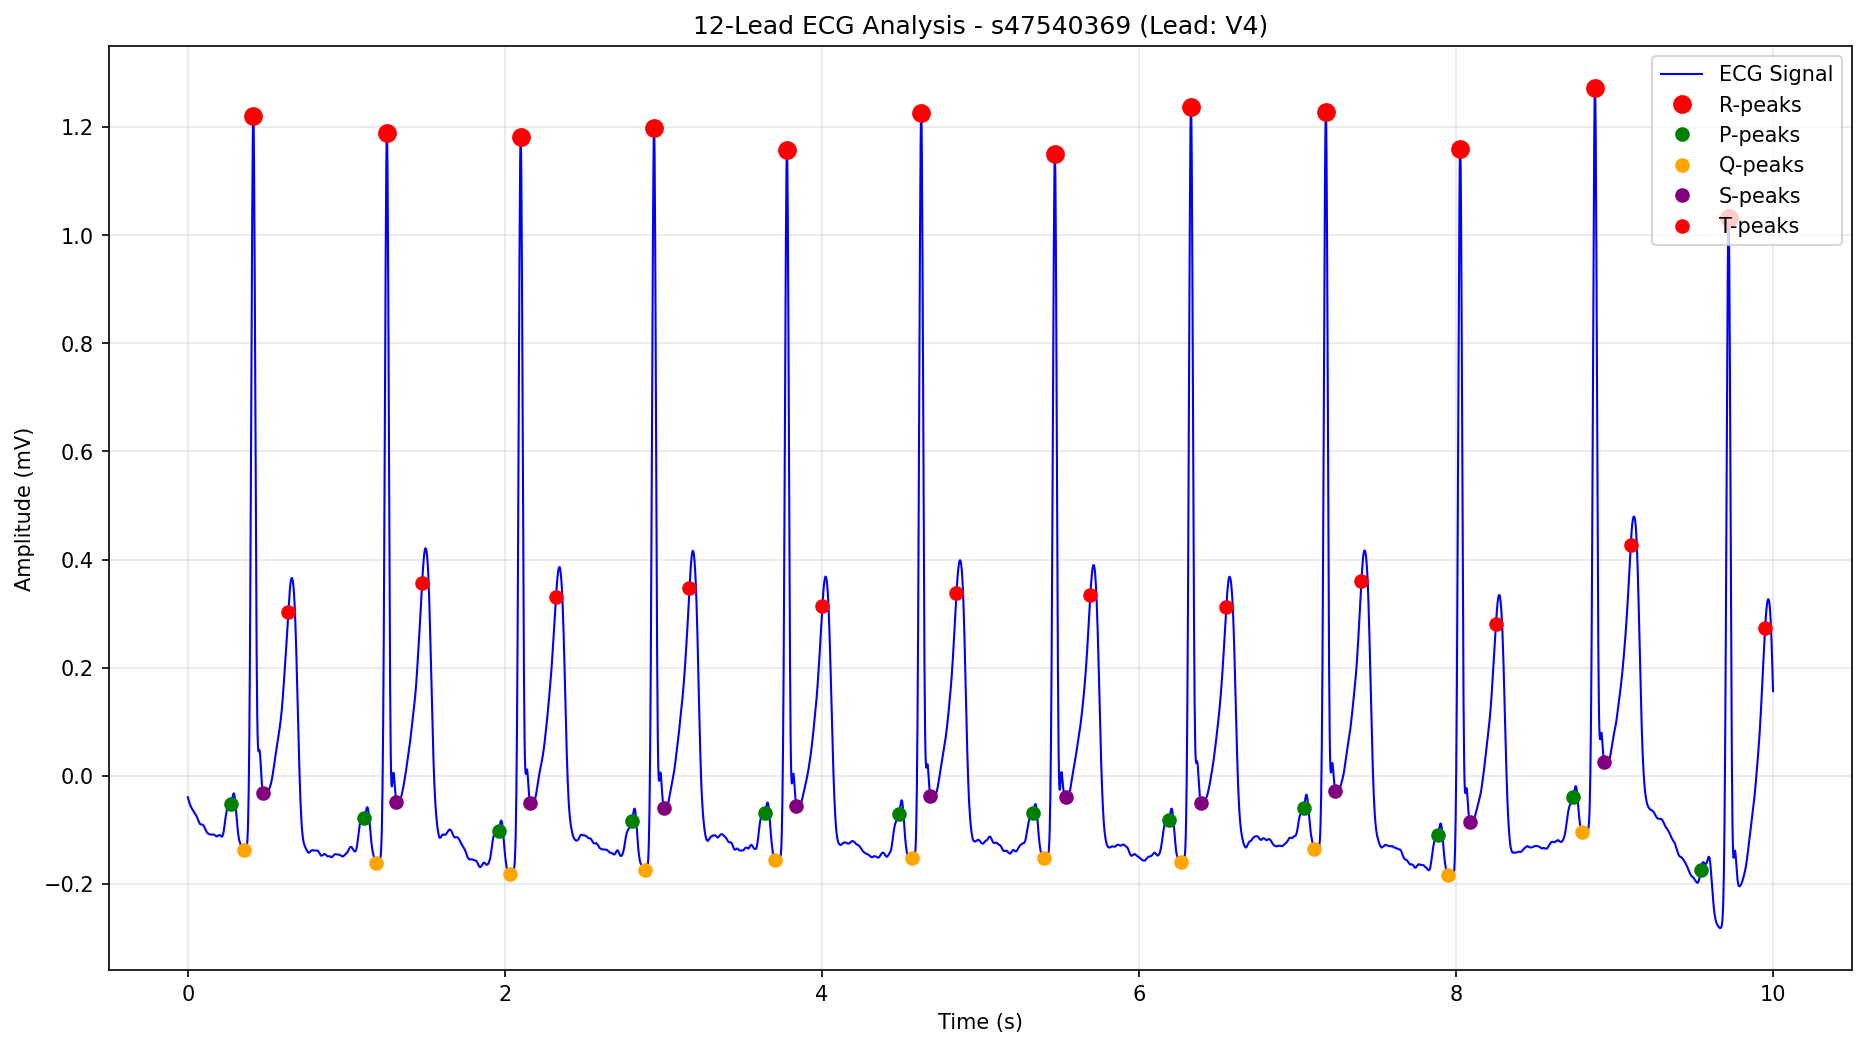 12-Lead ECG Analysis - s47540369 (Lead: V4)
ECG Signal
R-peaks
P-peaks
Q-peaks
S-peaks
T-peaks
Amplitude (mV)
1.2
1.0
0.8
0.6
0.4
0.2
0.0
−0.2
0 2 4 6 8 10
Time (s)